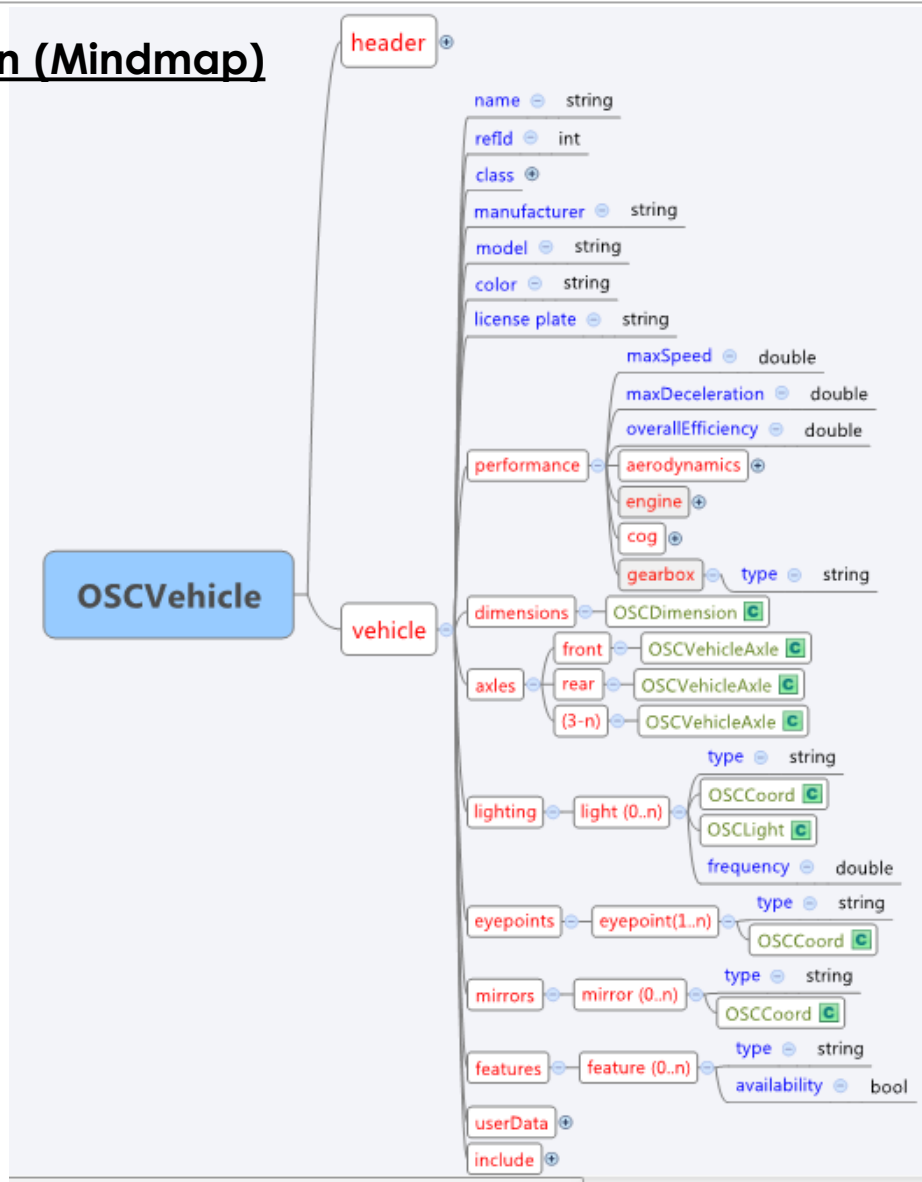 n (Mindmap)
header
name string
refId int
class
manufacturer string
model string
color string
license plate string
maxSpeed double
maxDeceleration double
overallEfficiency double
performance aerodynamics
engine
cog
gearbox type string
OSCVehicle
vehicle
dimensions OSCDimension C
axles
front OSCVehicleAxle C
rear OSCVehicleAxle C
(3-n) OSCVehicleAxle C
type string
OSCCoord C
lighting light (0..n)
OSCLight C
frequency double
type string
eyepoints eyepoint(1..n)
OSCCoord C
type string
mirrors mirror (0..n)
OSCCoord C
type string
features feature (0..n)
availability bool
userData
include